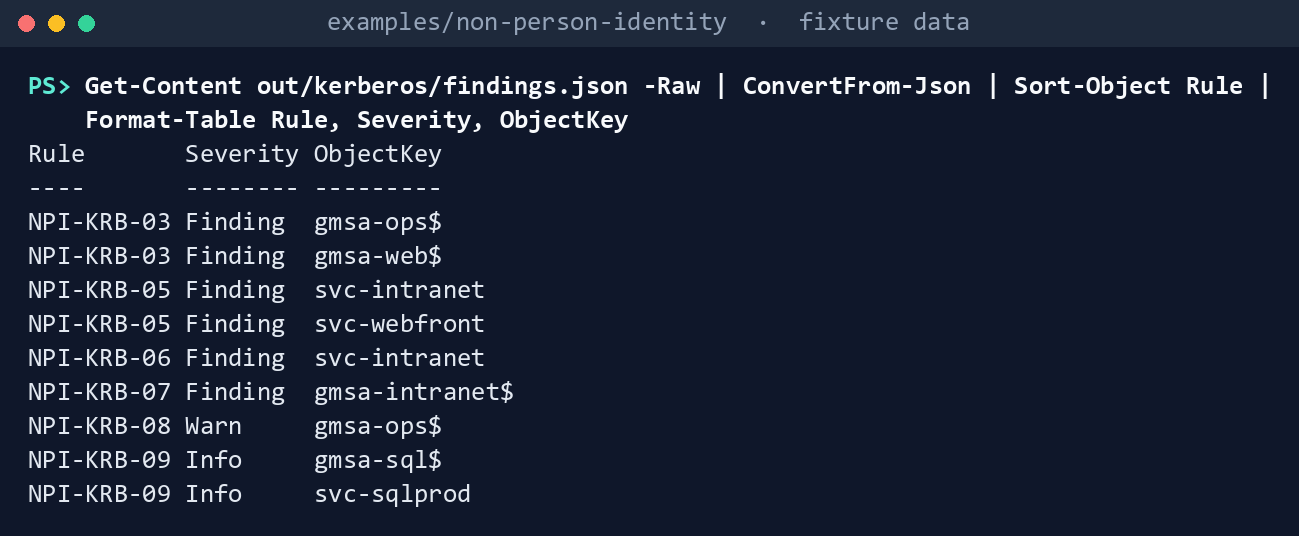 examples/non-person-identity · fixture data
PS> Get-Content out/kerberos/findings.json -Raw | ConvertFrom-Json | Sort-Object Rule |
    Format-Table Rule, Severity, ObjectKey
Rule       Severity ObjectKey
----       -------- ---------
NPI-KRB-03 Finding  gmsa-ops$
NPI-KRB-03 Finding  gmsa-web$
NPI-KRB-05 Finding  svc-intranet
NPI-KRB-05 Finding  svc-webfront
NPI-KRB-06 Finding  svc-intranet
NPI-KRB-07 Finding  gmsa-intranet$
NPI-KRB-08 Warn     gmsa-ops$
NPI-KRB-09 Info     gmsa-sql$
NPI-KRB-09 Info     svc-sqlprod